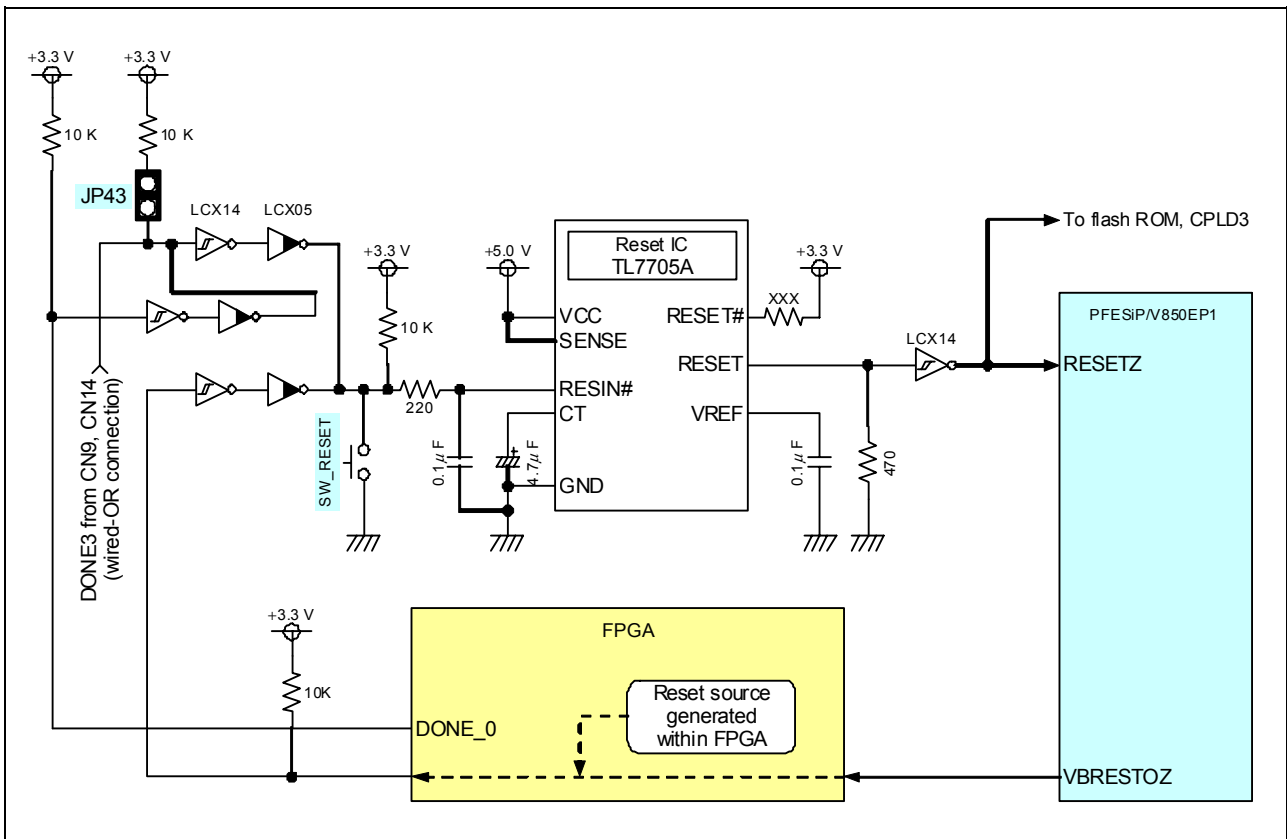 +3.3 V
+3.3 V
10 K
10 K
JP43
LCX14
LCX05
+3.3 V
10 K
DONE3 from CN9, CN14
(wired-OR connection)
SW_RESET
220
0.1μF
4.7μF
+5.0 V
Reset IC
TL7705A
VCC
SENSE
RESIN#
CT
GND
RESET#
RESET
VREF
XXX
+3.3 V
0.1μF
470
LCX14
To flash ROM, CPLD3
PFESiP/V850EP1
RESETZ
VBRESTOZ
+3.3 V
10K
FPGA
DONE_0
Reset source
generated
within FPGA